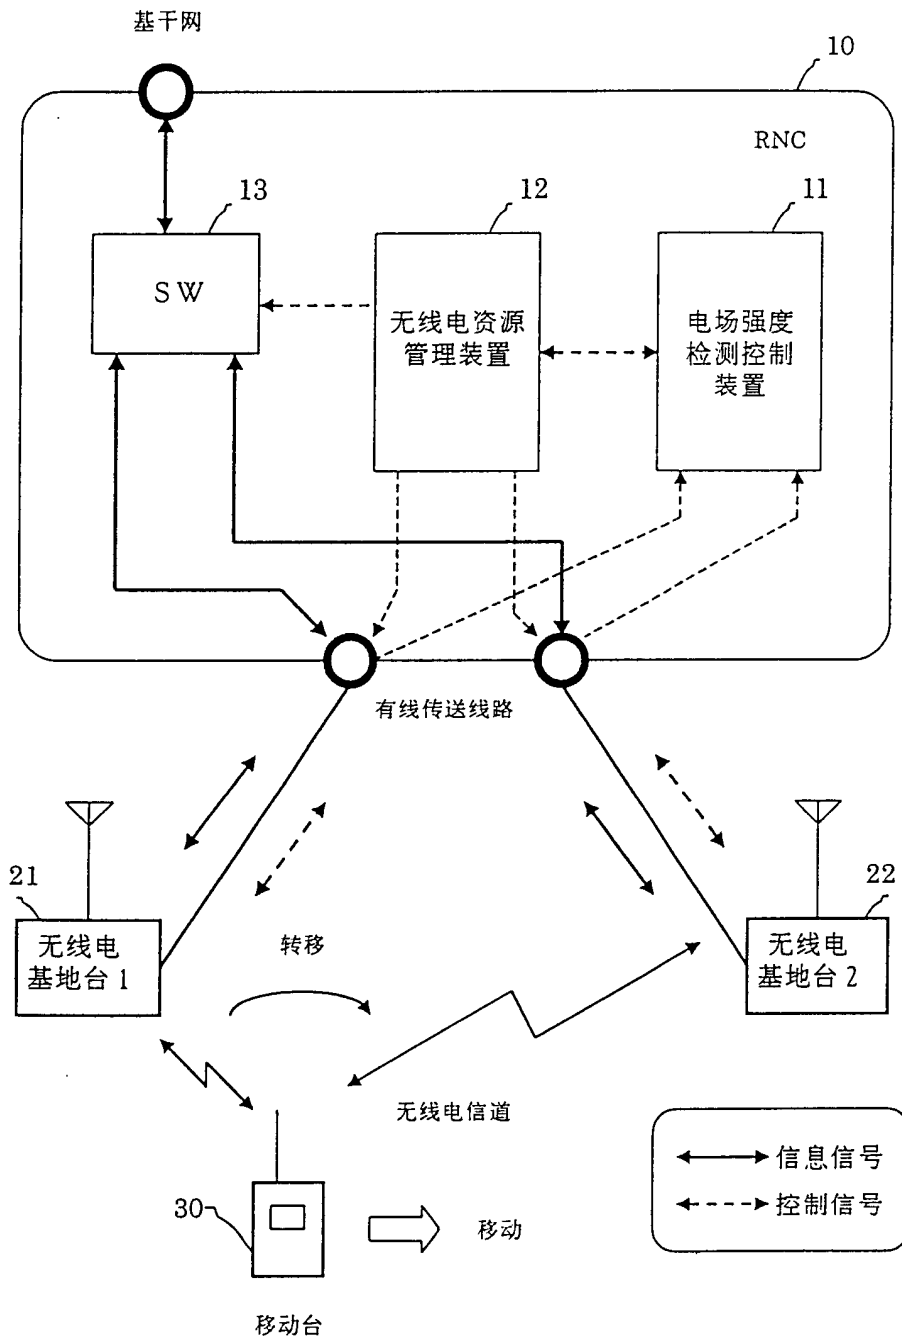 基干网
10
RNC
13
12
11
SW
无线电资源
管理装置
电场强度
检测控制
装置
有线传送线路
21
22
无线电
基地台1
无线电
基地台2
转移
无线电信道
信息信号
控制信号
30
移动
移动台